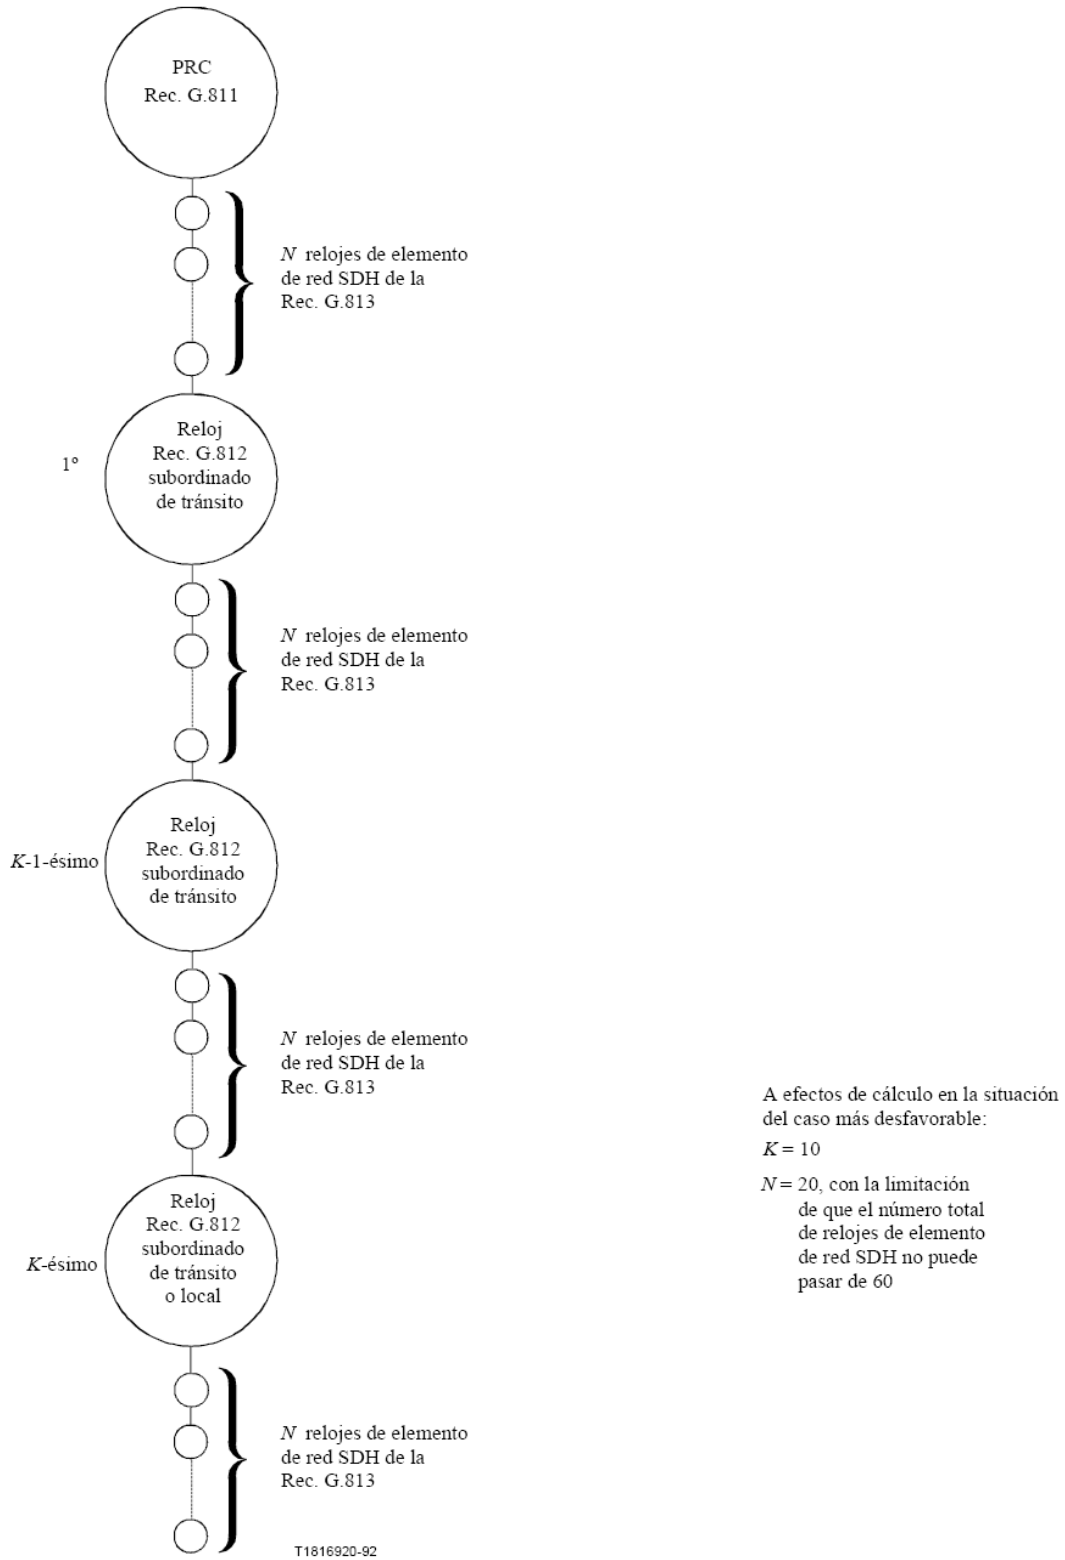 PRC
Rec. G.811
N relojes de elemento
de red SDH de la
Rec. G.813
1º
Reloj
Rec. G.812
subordinado
de tránsito
N relojes de elemento
de red SDH de la
Rec. G.813
K-1-ésimo
Reloj
Rec. G.812
subordinado
de tránsito
N relojes de elemento
de red SDH de la
Rec. G.813
A efectos de cálculo en la situación
del caso más desfavorable:
K = 10
N = 20, con la limitación
de que el número total
de relojes de elemento
de red SDH no puede
pasar de 60
K-ésimo
Reloj
Rec. G.812
subordinado
de tránsito
o local
N relojes de elemento
de red SDH de la
Rec. G.813
T1816920-92